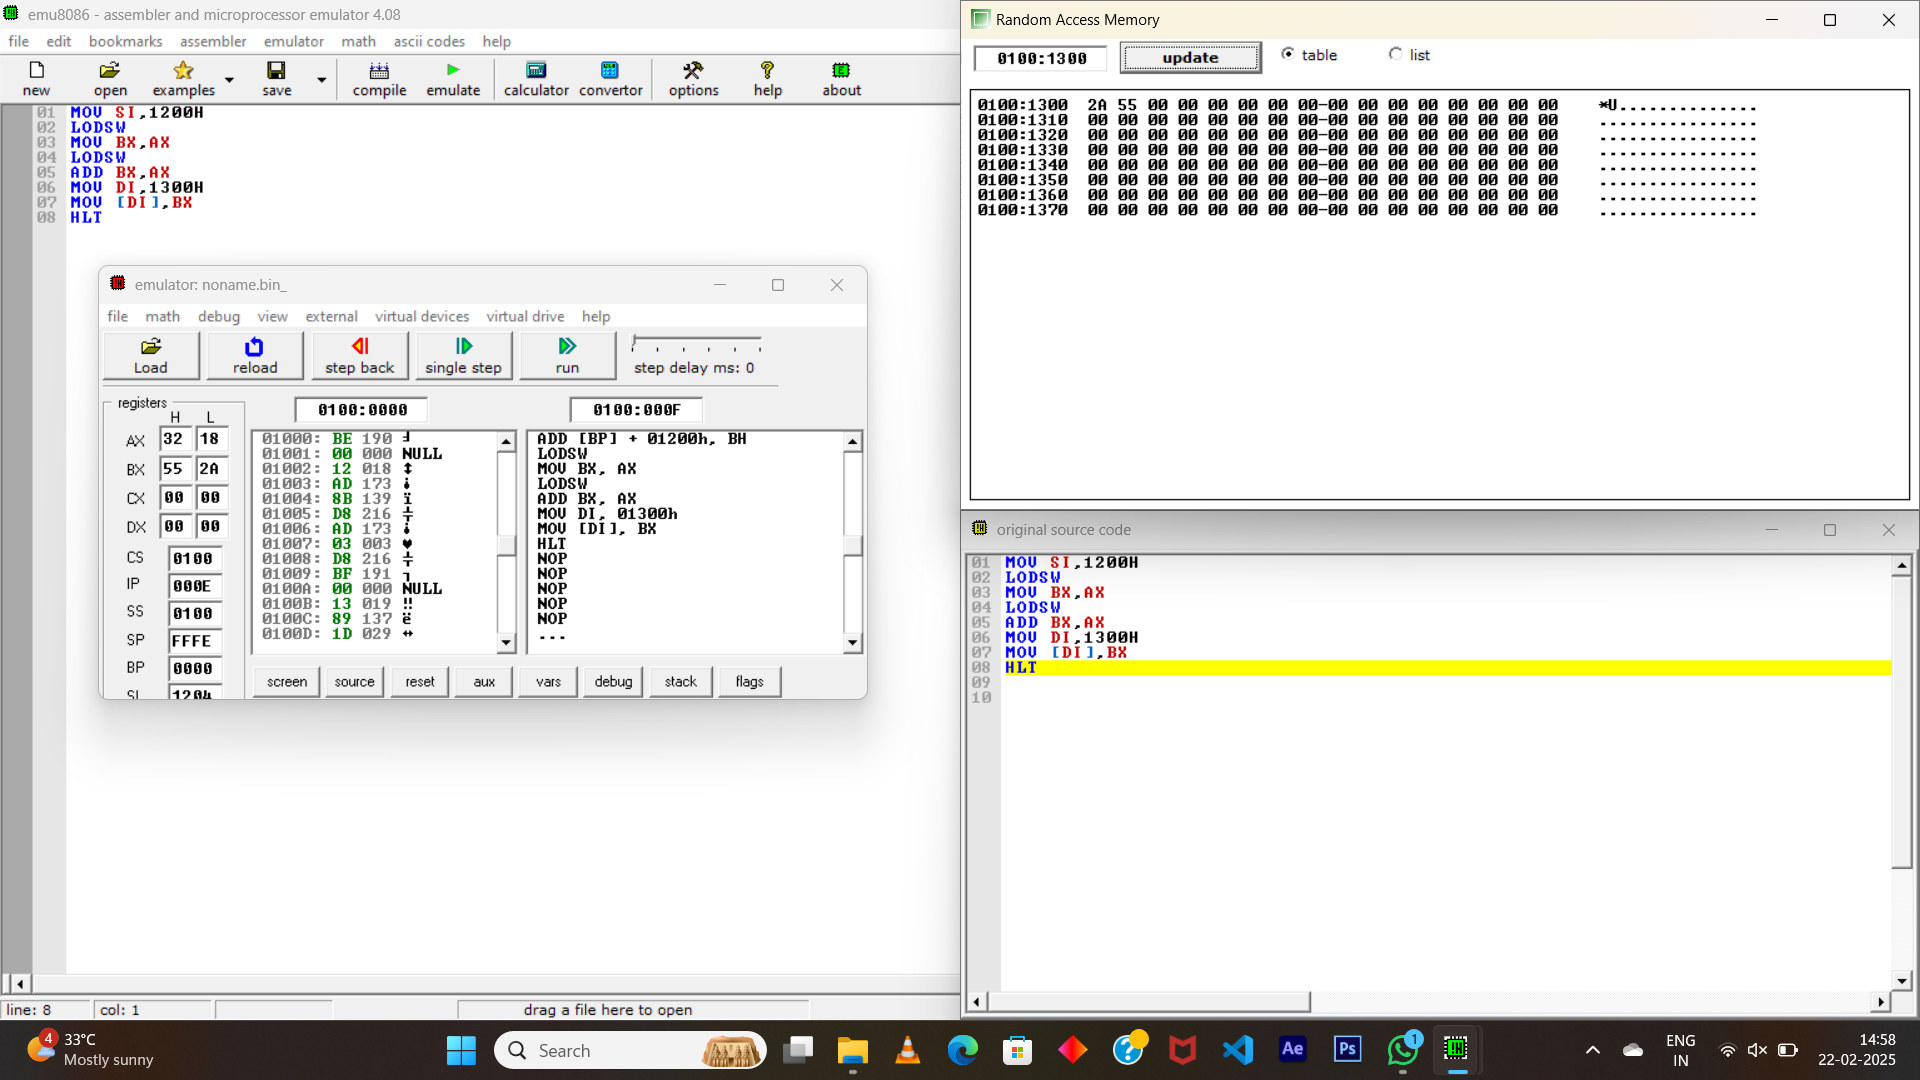 emu8086 - assembler and microprocessor emulator 4.08
file edit bookmarks assembler emulator math ascii codes help
new open examples save compile emulate calculator convertor options help about
01 MOV SI,1200H
02 LODSW
03 MOV BX,AX
04 LODSW
05 ADD BX,AX
06 MOV DI,1300H
07 MOV [DI],BX
08 HLT
emulator: noname.bin_
file math debug view external virtual devices virtual drive help
Load reload step back single step run step delay ms: 0
registers
H L
AX 32 18
BX 55 2A
CX 00 00
DX 00 00
CS 0100
IP 000E
SS 0100
SP FFFE
BP 0000
SI 1204
0100:0000
01000: BE 190 ╛
01001: 00 000 NULL
01002: 12 018 ↕
01003: AD 173 ¡
01004: 8B 139 ï
01005: D8 216 ╪
01006: AD 173 ¡
01007: 03 003 ♥
01008: D8 216 ╪
01009: BF 191 ┐
0100A: 00 000 NULL
0100B: 13 019 ‼
0100C: 89 137 ë
0100D: 1D 029 ↔
0100:000F
ADD [BP] + 01200h, BH
LODSW
MOV BX, AX
LODSW
ADD BX, AX
MOV DI, 01300h
MOV [DI], BX
HLT
NOP
NOP
NOP
NOP
NOP
...
screen source reset aux vars debug stack flags
line: 8 col: 1 drag a file here to open
Random Access Memory
0100:1300 update table list
0100:1300 2A 55 00 00 00 00 00 00-00 00 00 00 00 00 00 00 *U..............
0100:1310 00 00 00 00 00 00 00 00-00 00 00 00 00 00 00 00 ................
0100:1320 00 00 00 00 00 00 00 00-00 00 00 00 00 00 00 00 ................
0100:1330 00 00 00 00 00 00 00 00-00 00 00 00 00 00 00 00 ................
0100:1340 00 00 00 00 00 00 00 00-00 00 00 00 00 00 00 00 ................
0100:1350 00 00 00 00 00 00 00 00-00 00 00 00 00 00 00 00 ................
0100:1360 00 00 00 00 00 00 00 00-00 00 00 00 00 00 00 00 ................
0100:1370 00 00 00 00 00 00 00 00-00 00 00 00 00 00 00 00 ................
original source code
01 MOV SI,1200H
02 LODSW
03 MOV BX,AX
04 LODSW
05 ADD BX,AX
06 MOV DI,1300H
07 MOV [DI],BX
08 HLT
09
10
4 33°C
Mostly sunny
Search
Ae
Ps
1
ENG
IN
14:58
22-02-2025